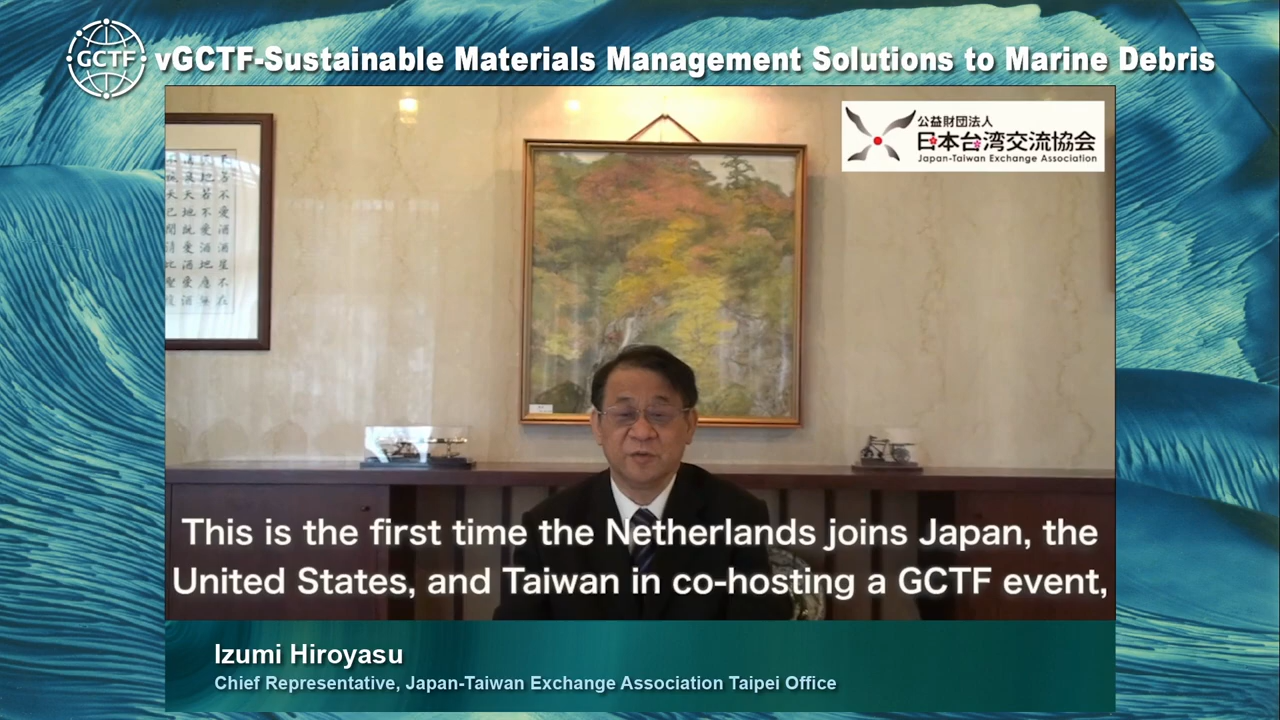 GCTF
vGCTF-Sustainable Materials Management Solutions to Marine Debris
公益財団法人
日本台湾交流協会
Japan-Taiwan Exchange Association
This is the first time the Netherlands joins Japan, the
United States, and Taiwan in co-hosting a GCTF event,
Izumi Hiroyasu
Chief Representative, Japan-Taiwan Exchange Association Taipei Office